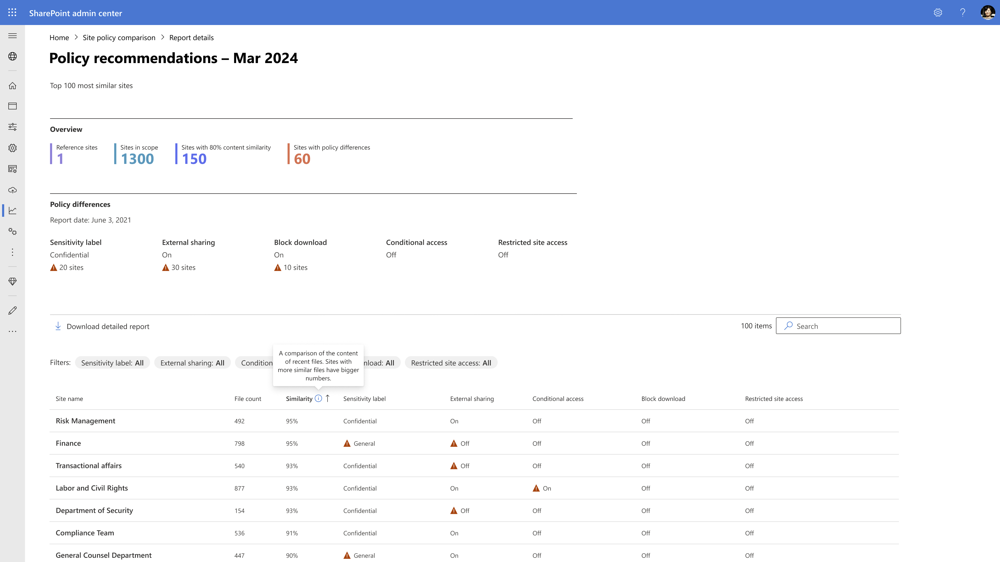 SharePoint admin center
Home > Site policy comparison > Report details
Policy recommendations – Mar 2024
Top 100 most similar sites
Overview
Reference sites
1
Sites in scope
1300
Sites with 80% content similarity
150
Sites with policy differences
60
Policy differences
Report date: June 3, 2021
Sensitivity label
Confidential
20 sites
External sharing
On
30 sites
Block download
On
10 sites
Conditional access
Off
Restricted site access
Off
Download detailed report
100 items
Search
A comparison of the content
of recent files. Sites with
more similar files have bigger
numbers.
Filters: Sensitivity label: All External sharing: All Condition nload: All Restricted site access: All
Site name File count Similarity Sensitivity label External sharing Conditional access Block download Restricted site access
Risk Management 492 95% Confidential On Off Off Off
Finance 798 95% General Off Off Off Off
Transactional affairs 540 93% Confidential Off Off Off Off
Labor and Civil Rights 877 93% Confidential On On Off Off
Department of Security 154 93% Confidential Off Off Off Off
Compliance Team 536 91% Confidential On Off Off Off
General Counsel Department 447 90% General On Off Off Off